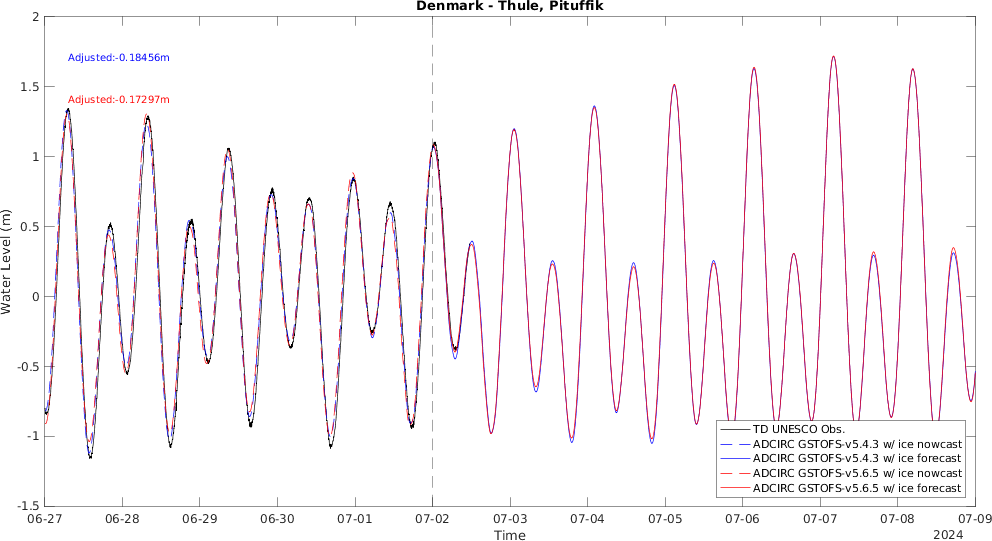 Denmark - Thule, Pituffik
2
Adjusted:-0.18456m
1.5
Adjusted:-0.17297m
1
0.5
Water Level (m)
0
-0.5
-1
TD UNESCO Obs.
ADCIRC GSTOFS-v5.4.3 w/ ice nowcast
ADCIRC GSTOFS-v5.4.3 w/ ice forecast
ADCIRC GSTOFS-v5.6.5 w/ ice nowcast
ADCIRC GSTOFS-v5.6.5 w/ ice forecast
-1.5
06-27 06-28 06-29 06-30 07-01 07-02 07-03 07-04 07-05 07-06 07-07 07-08 07-09
Time
2024